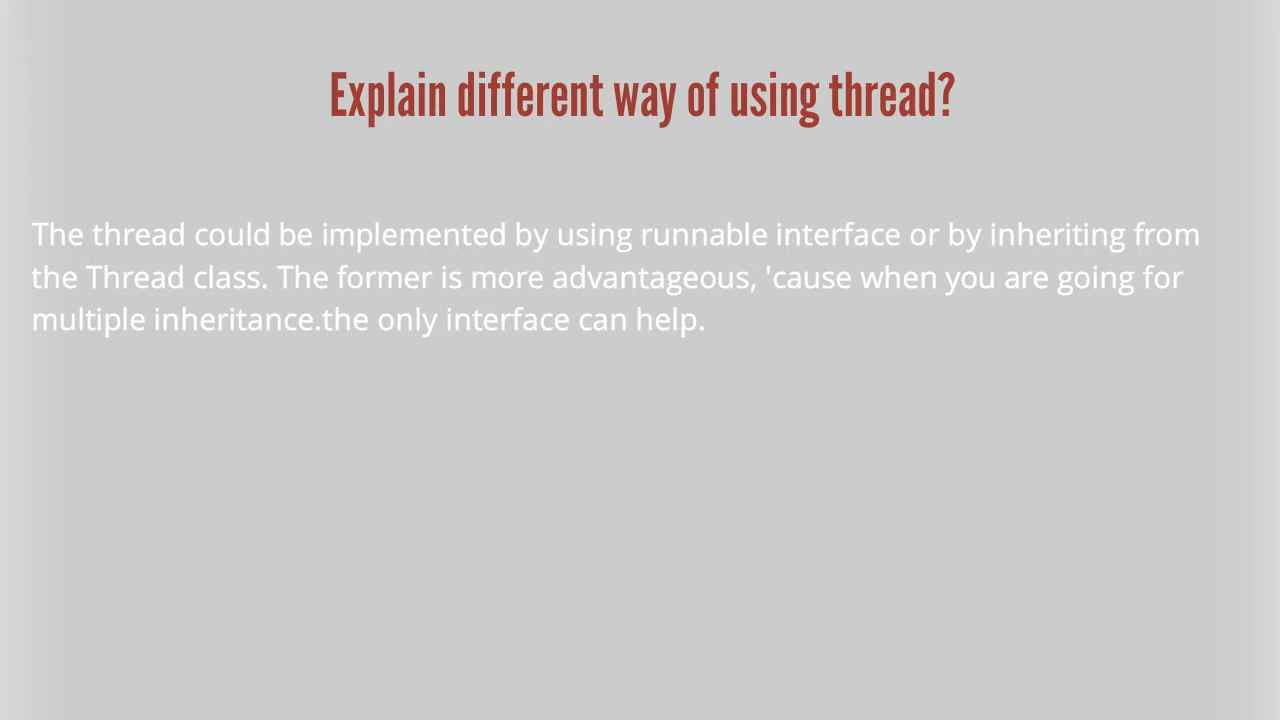 Explain different way of using thread?
The thread could be implemented by using runnable interface or by inheriting from
the Thread class. The former is more advantageous, 'cause when you are going for
multiple inheritance.the only interface can help.